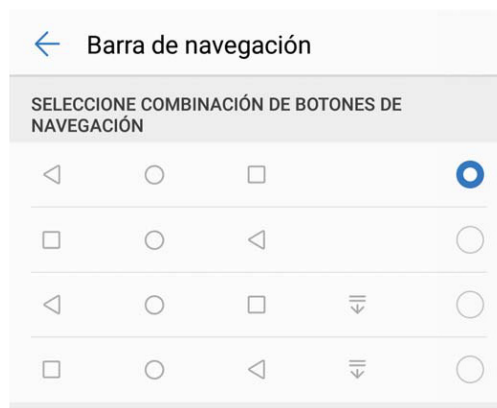 Barra de navegación
SELECCIONE COMBINACIÓN DE BOTONES DE
NAVEGACIÓN